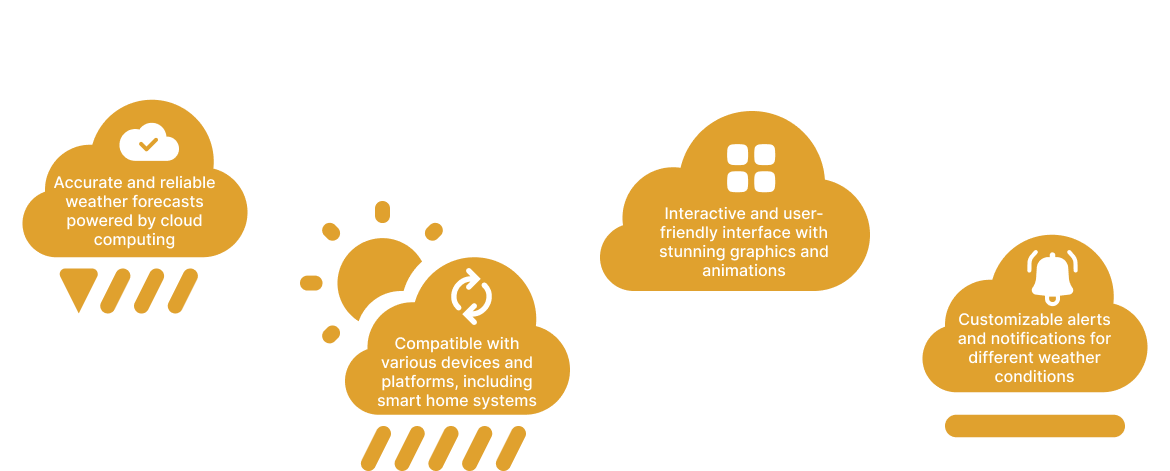 Accurate and reliable
weather forecasts
powered by cloud
computing
Compatible with
various devices and
platforms, including
smart home systems
Interactive and user-
friendly interface with
stunning graphics and
animations
Customizable alerts
and notifications for
different weather
conditions